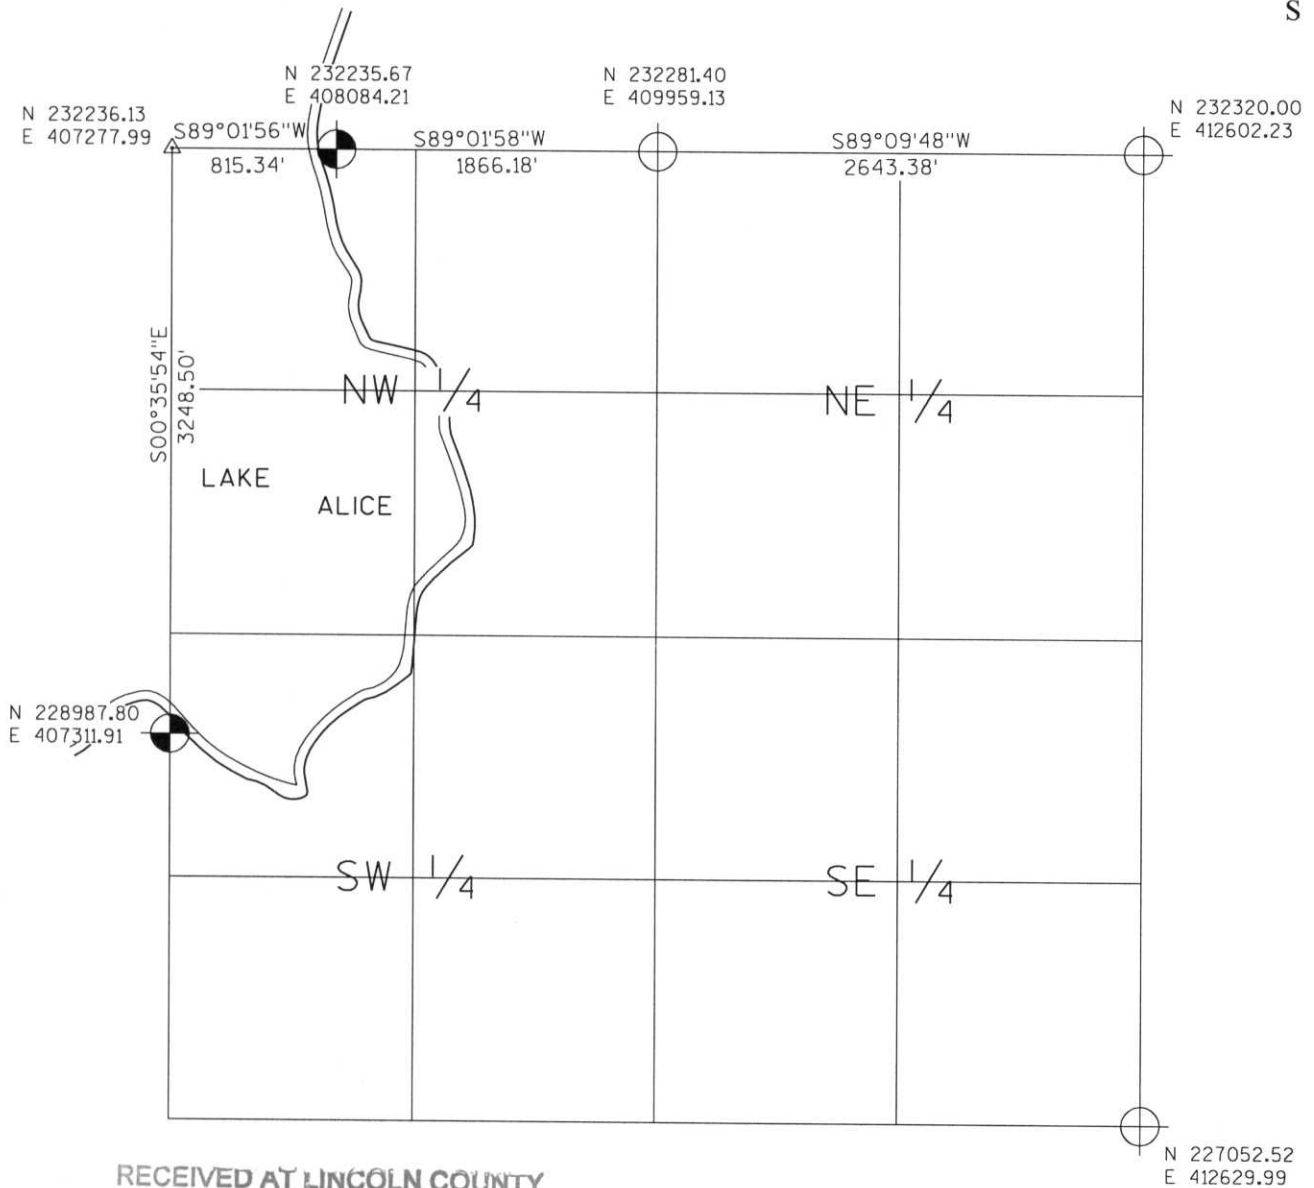 S
N 232235.67
E 408084.21
N 232281.40
E 409959.13
N 232320.00
E 412602.23
N 232236.13
E 407277.99
S89°01'56"W
815.34'
S89°01'58"W
1866.18'
S89°09'48"W
2643.38'
S00°35'54"E
3248.50'
NW 1/4
NE 1/4
LAKE
ALICE
N 228987.80
E 407311.91
SW 1/4
SE 1/4
N 227052.52
E 412629.99
RECEIVED AT LINCOLN COUNTY